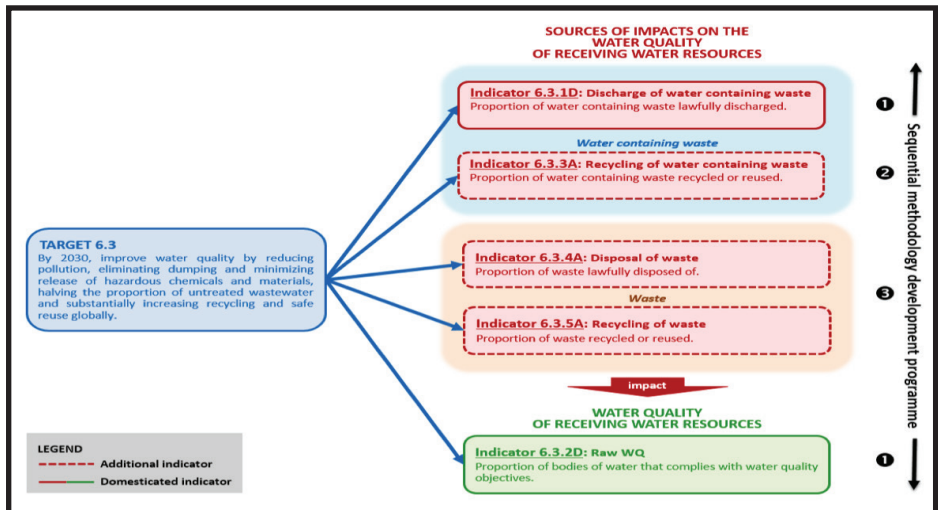 SOURCES OF IMPACTS ON THE
WATER QUALITY
OF RECEIVING WATER RESOURCES
Indicator 6.3.1D: Discharge of water containing waste
Proportion of water containing waste lawfully discharged.
❶
Water containing waste
Indicator 6.3.3A: Recycling of water containing waste
Proportion of water containing waste recycled or reused.
❷
TARGET 6.3
By 2030, improve water quality by reducing
pollution, eliminating dumping and minimizing
release of hazardous chemicals and materials,
halving the proportion of untreated wastewater
and substantially increasing recycling and safe
reuse globally.
Indicator 6.3.4A: Disposal of waste
Proportion of waste lawfully disposed of.
Waste
❸
Indicator 6.3.5A: Recycling of waste
Proportion of waste recycled or reused.
impact
WATER QUALITY
OF RECEIVING WATER RESOURCES
Indicator 6.3.2D: Raw WQ
Proportion of bodies of water that complies with water quality
objectives.
❶
Sequential methodology development programme
LEGEND
Additional indicator
Domesticated indicator